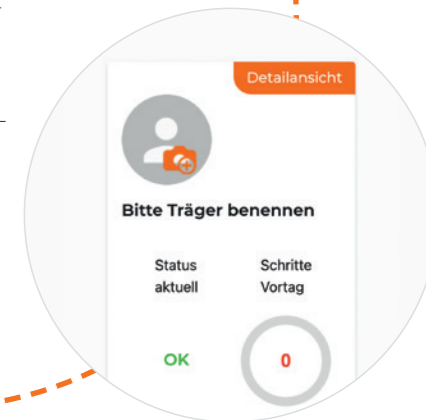 Detailansicht
Bitte Träger benennen
Status
aktuell
Schritte
Vortag
OK
0